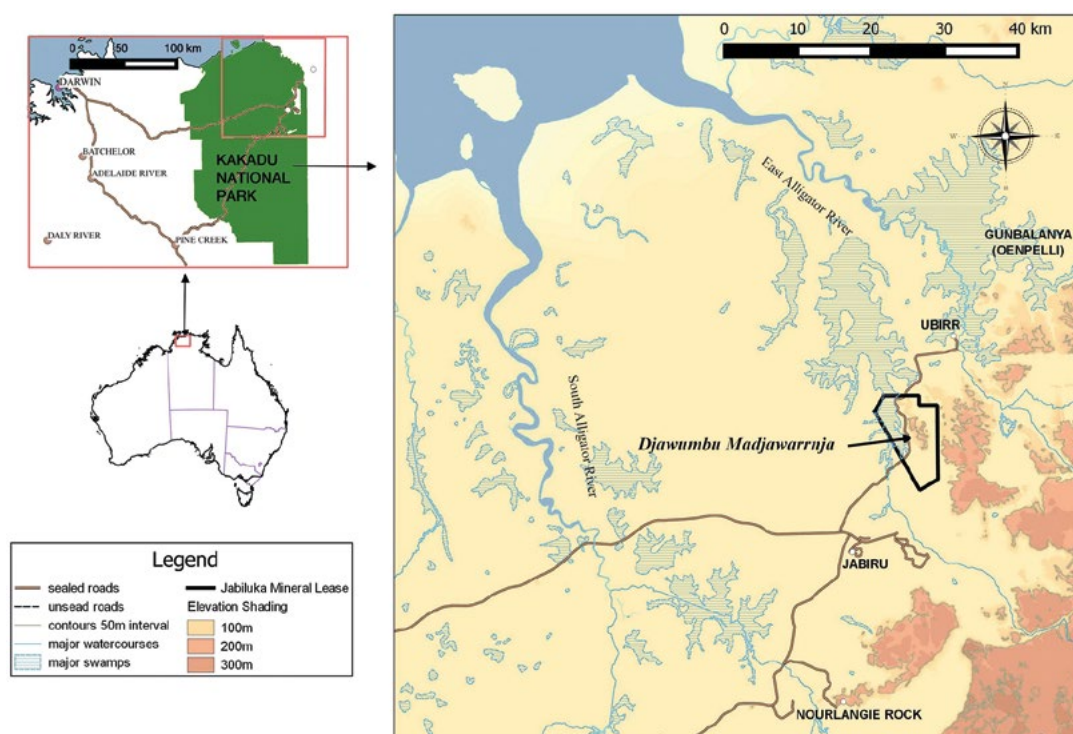 0 50 100 km
DARWIN
BATCHELOR
ADELAIDE RIVER
DALY RIVER
PINE CREEK
KAKADU
NATIONAL
PARK
0 10 20 30 40 km
East Alligator River
GUNBALANYA
(OENPELLI)
UBIRR
South Alligator River
Djawumbu Madjawarrnja
JABIRU
NOURLANGIE ROCK
Legend
sealed roads
unsead roads
contours 50m interval
major watercourses
major swamps
Jabiluka Mineral Lease
Elevation Shading
100m
200m
300m